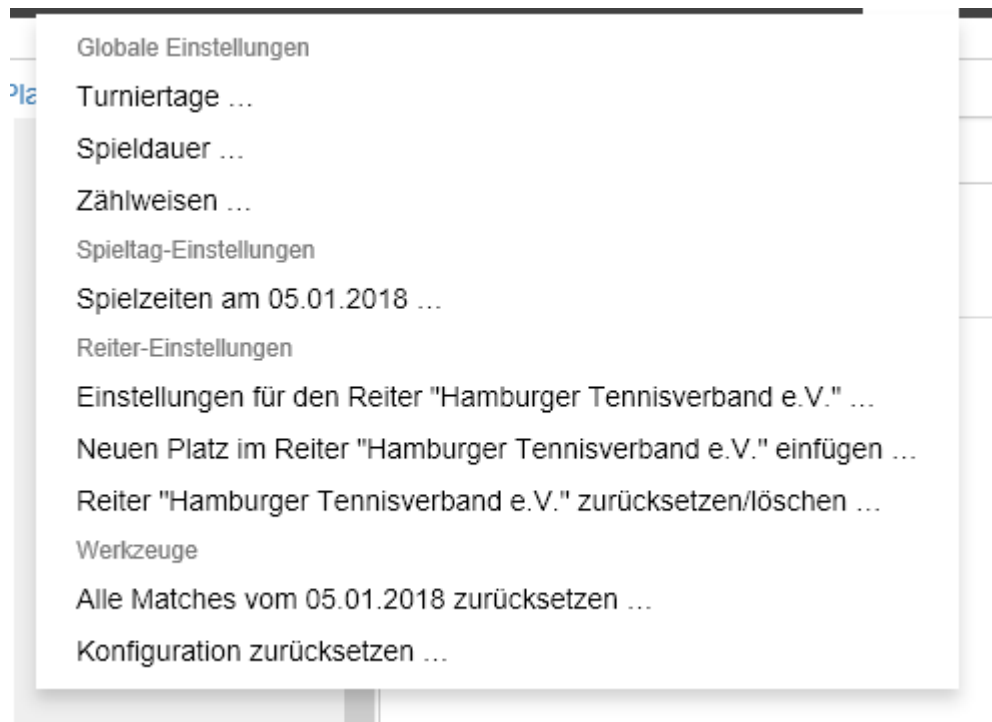 Globale Einstellungen
Turniertage …
Spieldauer …
Zählweisen …
Spieltag-Einstellungen
Spielzeiten am 05.01.2018 …
Reiter-Einstellungen
Einstellungen für den Reiter "Hamburger Tennisverband e.V." …
Neuen Platz im Reiter "Hamburger Tennisverband e.V." einfügen …
Reiter "Hamburger Tennisverband e.V." zurücksetzen/löschen …
Werkzeuge
Alle Matches vom 05.01.2018 zurücksetzen …
Konfiguration zurücksetzen …